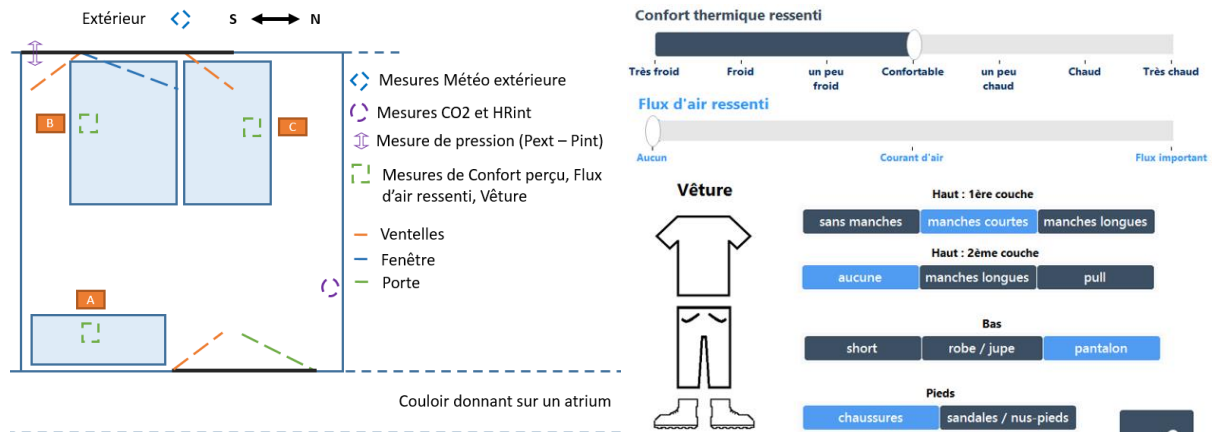 Extérieur
S N
Mesures Météo extérieure
Mesures CO2 et HRint
Mesure de pression (Pext – Pint)
Mesures de Confort perçu, Flux
d'air ressenti, Vêture
Ventelles
Fenêtre
Porte
B
C
A
Couloir donnant sur un atrium
Confort thermique ressenti
Très froid Froid un peu froid Confortable un peu chaud Chaud Très chaud
Flux d'air ressenti
Aucun Courant d'air Flux important
Vêture
Haut : 1ère couche
sans manches manches courtes manches longues
Haut : 2ème couche
aucune manches longues pull
Bas
short robe / jupe pantalon
Pieds
chaussures sandales / nus-pieds